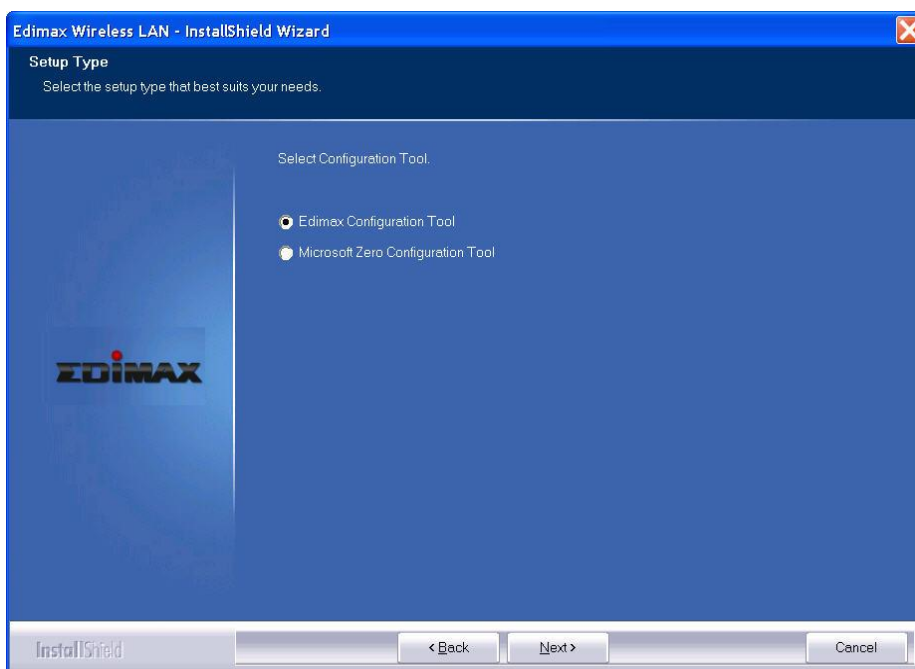 Edimax Wireless LAN - InstallShield Wizard
Setup Type
Select the setup type that best suits your needs.
Select Configuration Tool.
Edimax Configuration Tool
Microsoft Zero Configuration Tool
EDIMAX
InstallShield
< Back
Next >
Cancel